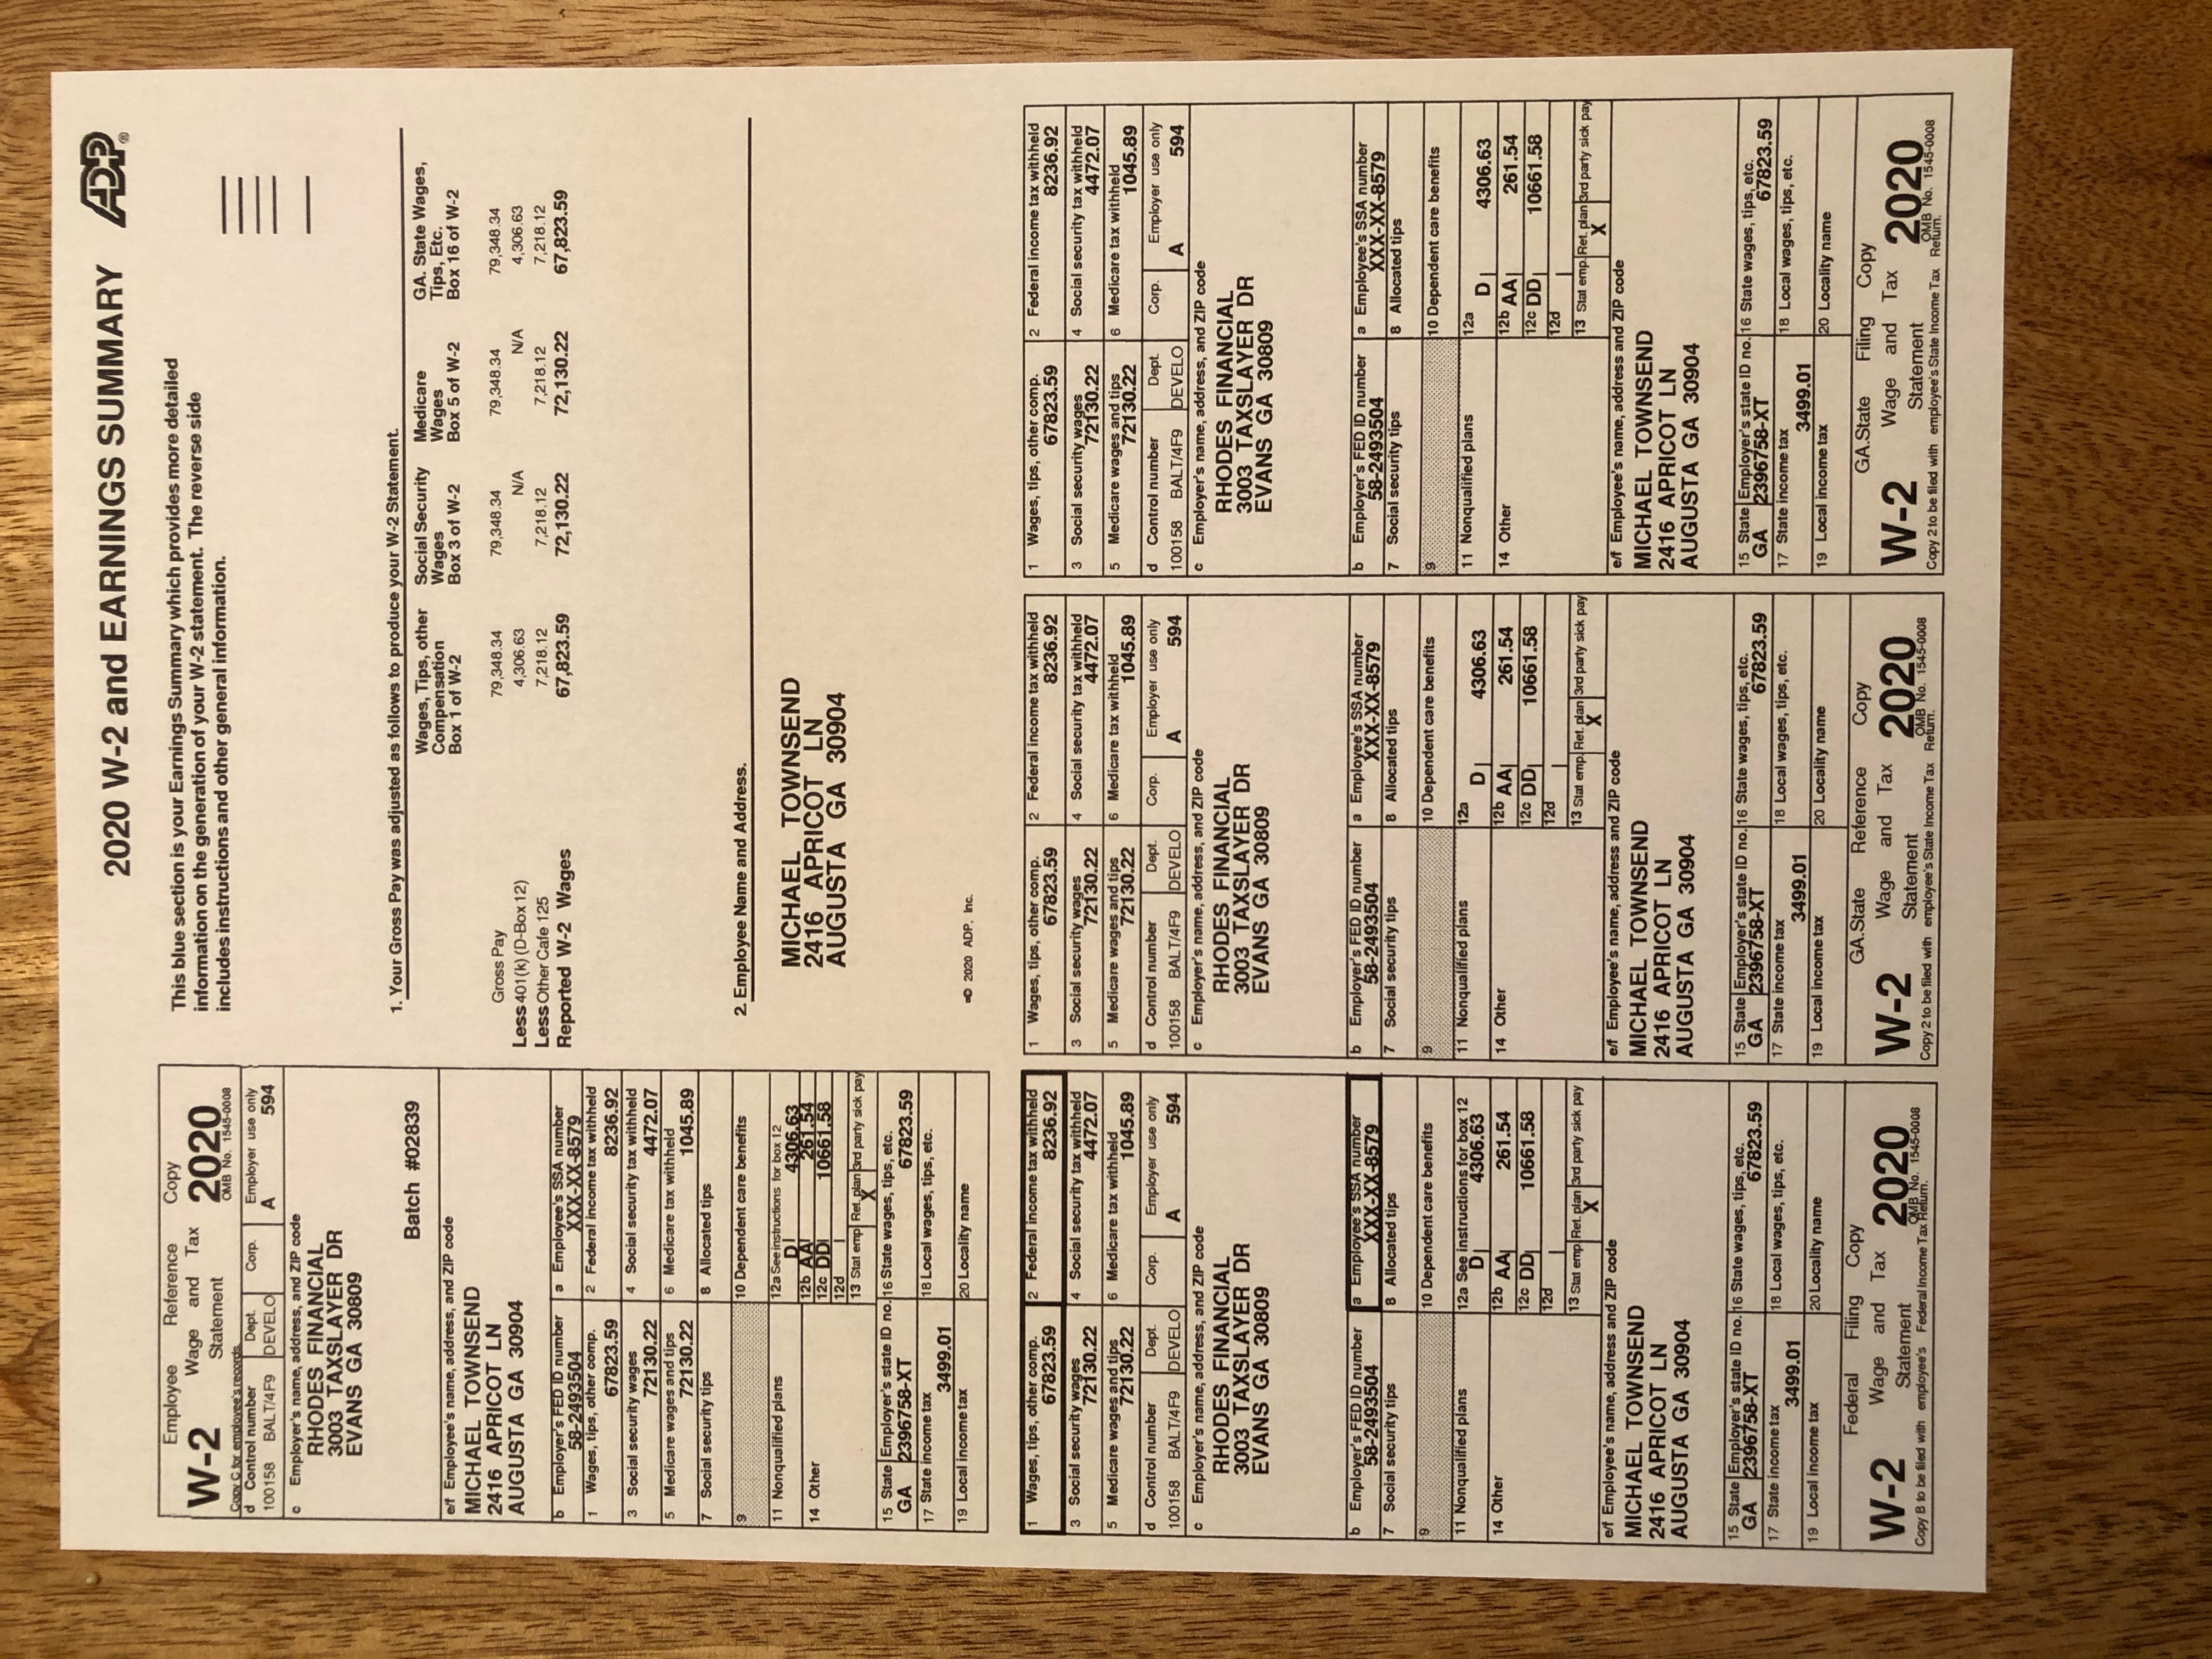 2020 W-2 and EARNINGS SUMMARY
ADP®
Employee Reference Copy
W-2 Wage and Tax 2020
Statement
OMB No. 1545-0008
Copy C for employee's records.
d Control number Dept. Corp. Employer use only
100158 BALT/4F9 DEVELO A 594
c Employer's name, address, and ZIP code
RHODES FINANCIAL
3003 TAXSLAYER DR
EVANS GA 30809
Batch #02839
e/f Employee's name, address and ZIP code
MICHAEL TOWNSEND
2416 APRICOT LN
AUGUSTA GA 30904
b Employer's FED ID number a Employee's SSA number
58-2493504 XXX-XX-8579
1 Wages, tips, other comp. 2 Federal income tax withheld
67823.59 8236.92
3 Social security wages 4 Social security tax withheld
72130.22 4472.07
5 Medicare wages and tips 6 Medicare tax withheld
72130.22 1045.89
7 Social security tips 8 Allocated tips
9 10 Dependent care benefits
11 Nonqualified plans 12a See instructions for box 12
D 4306.63
14 Other 12b AA 261.54
12c DD 10661.58
12d
13 Stat emp Ret. plan 3rd party sick pay
X
15 State Employer's state ID no. 16 State wages, tips, etc.
GA 2396758-XT 67823.59
17 State income tax 18 Local wages, tips, etc.
3499.01
19 Local income tax 20 Locality name
This blue section is your Earnings Summary which provides more detailed
information on the generation of your W-2 statement. The reverse side
includes instructions and other general information.
1. Your Gross Pay was adjusted as follows to produce your W-2 Statement.
Wages, Tips, other Social Security Medicare GA. State Wages,
Compensation Wages Wages Tips, Etc.
Box 1 of W-2 Box 3 of W-2 Box 5 of W-2 Box 16 of W-2
Gross Pay 79,348.34 79,348.34 79,348.34 79,348.34
Less 401(k) (D-Box 12) 4,306.63 N/A N/A 4,306.63
Less Other Cafe 125 7,218.12 7,218.12 7,218.12 7,218.12
Reported W-2 Wages 67,823.59 72,130.22 72,130.22 67,823.59
2. Employee Name and Address.
MICHAEL TOWNSEND
2416 APRICOT LN
AUGUSTA GA 30904
© 2020 ADP, Inc.
1 Wages, tips, other comp. 2 Federal income tax withheld
67823.59 8236.92
3 Social security wages 4 Social security tax withheld
72130.22 4472.07
5 Medicare wages and tips 6 Medicare tax withheld
72130.22 1045.89
d Control number Dept. Corp. Employer use only
100158 BALT/4F9 DEVELO A 594
c Employer's name, address, and ZIP code
RHODES FINANCIAL
3003 TAXSLAYER DR
EVANS GA 30809
b Employer's FED ID number a Employee's SSA number
58-2493504 XXX-XX-8579
7 Social security tips 8 Allocated tips
9 10 Dependent care benefits
11 Nonqualified plans 12a See instructions for box 12
D 4306.63
14 Other 12b AA 261.54
12c DD 10661.58
12d
13 Stat emp Ret. plan 3rd party sick pay
X
e/f Employee's name, address and ZIP code
MICHAEL TOWNSEND
2416 APRICOT LN
AUGUSTA GA 30904
15 State Employer's state ID no. 16 State wages, tips, etc.
GA 2396758-XT 67823.59
17 State income tax 18 Local wages, tips, etc.
3499.01
19 Local income tax 20 Locality name
Federal Filing Copy
W-2 Wage and Tax 2020
Statement
OMB No. 1545-0008
Copy B to be filed with employee's Federal Income Tax Return.
1 Wages, tips, other comp. 2 Federal income tax withheld
67823.59 8236.92
3 Social security wages 4 Social security tax withheld
72130.22 4472.07
5 Medicare wages and tips 6 Medicare tax withheld
72130.22 1045.89
d Control number Dept. Corp. Employer use only
100158 BALT/4F9 DEVELO A 594
c Employer's name, address, and ZIP code
RHODES FINANCIAL
3003 TAXSLAYER DR
EVANS GA 30809
b Employer's FED ID number a Employee's SSA number
58-2493504 XXX-XX-8579
7 Social security tips 8 Allocated tips
9 10 Dependent care benefits
11 Nonqualified plans 12a
D 4306.63
14 Other 12b AA 261.54
12c DD 10661.58
12d
13 Stat emp. Ret. plan 3rd party sick pay
X
e/f Employee's name, address and ZIP code
MICHAEL TOWNSEND
2416 APRICOT LN
AUGUSTA GA 30904
15 State Employer's state ID no. 16 State wages, tips, etc.
GA 2396758-XT 67823.59
17 State income tax 18 Local wages, tips, etc.
3499.01
19 Local income tax 20 Locality name
GA.State Reference Copy
W-2 Wage and Tax 2020
Statement
OMB No. 1545-0008
Copy 2 to be filed with employee's State Income Tax Return.
1 Wages, tips, other comp. 2 Federal income tax withheld
67823.59 8236.92
3 Social security wages 4 Social security tax withheld
72130.22 4472.07
5 Medicare wages and tips 6 Medicare tax withheld
72130.22 1045.89
d Control number Dept. Corp. Employer use only
100158 BALT/4F9 DEVELO A 594
c Employer's name, address, and ZIP code
RHODES FINANCIAL
3003 TAXSLAYER DR
EVANS GA 30809
b Employer's FED ID number a Employee's SSA number
58-2493504 XXX-XX-8579
7 Social security tips 8 Allocated tips
9 10 Dependent care benefits
11 Nonqualified plans 12a
D 4306.63
14 Other 12b AA 261.54
12c DD 10661.58
12d
13 Stat emp. Ret. plan 3rd party sick pay
X
e/f Employee's name, address and ZIP code
MICHAEL TOWNSEND
2416 APRICOT LN
AUGUSTA GA 30904
15 State Employer's state ID no. 16 State wages, tips, etc.
GA 2396758-XT 67823.59
17 State income tax 18 Local wages, tips, etc.
3499.01
19 Local income tax 20 Locality name
GA.State Filing Copy
W-2 Wage and Tax 2020
Statement
OMB No. 1545-0008
Copy 2 to be filed with employee's State Income Tax Return.